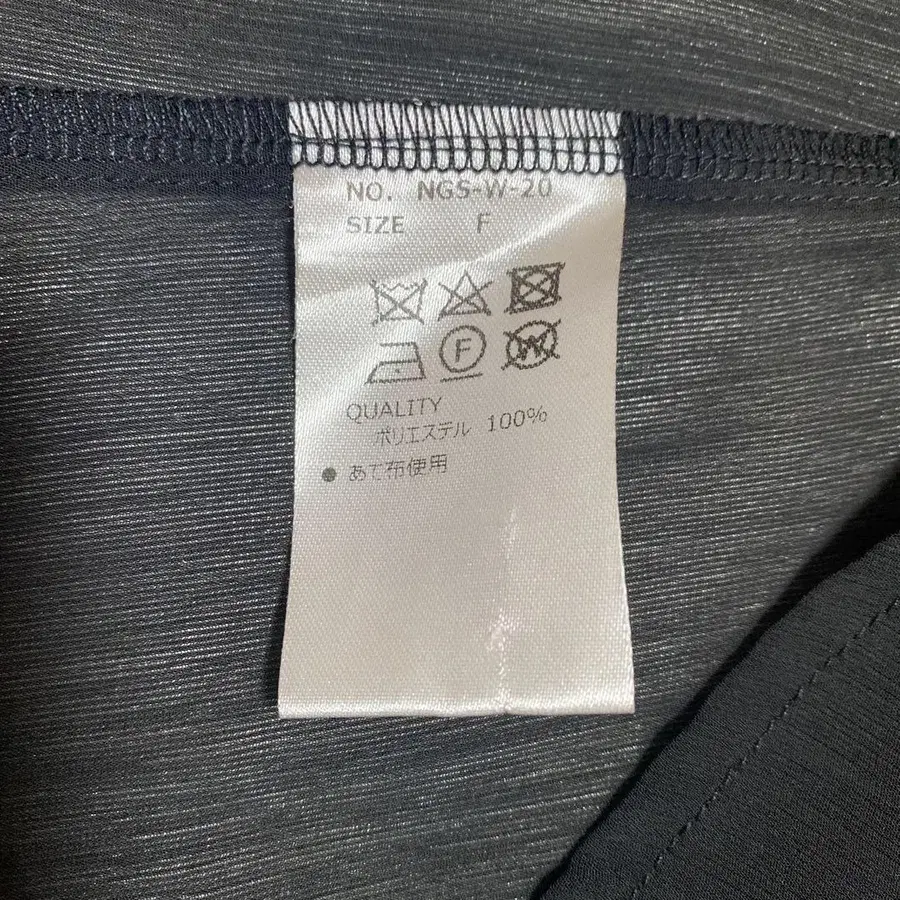 NO. NGS-W-20
SIZE F
F
W
QUALITY
ポリエステル 100%
● あて布使用